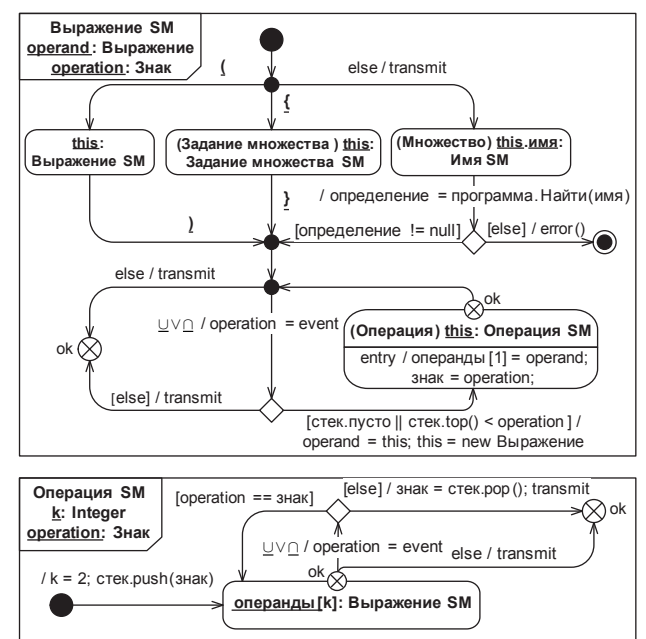 Выражение SM
operand: Выражение
operation: Знак
(
else / transmit
{
this:
Выражение SM
(Задание множества ) this:
Задание множества SM
(Множество) this.имя:
Имя SM
/ определение = программа.Найти(имя)
}
)
[определение != null]
[else] / error()
else / transmit
ok
∪∨∩ / operation = event
(Операция) this: Операция SM
entry / операнды [1] = operand;
знак = operation;
ok
[else] / transmit
[стек.пусто || стек.top() < operation ] /
operand = this; this = new Выражение
Операция SM
k: Integer
operation: Знак
[operation == знак]
[else] / знак = стек.pop(); transmit
ok
∪∨∩ / operation = event
else / transmit
ok
/ k = 2; стек.push(знак)
операнды[k]: Выражение SM